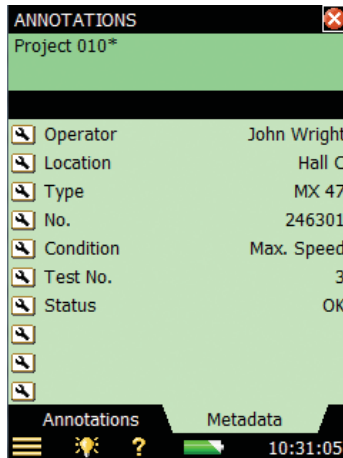 ANNOTATIONS
Project 010*
Operator John Wright
Location Hall C
Type MX 47
No. 246301
Condition Max. Speed
Test No. 3
Status OK
Annotations Metadata
? 10:31:05